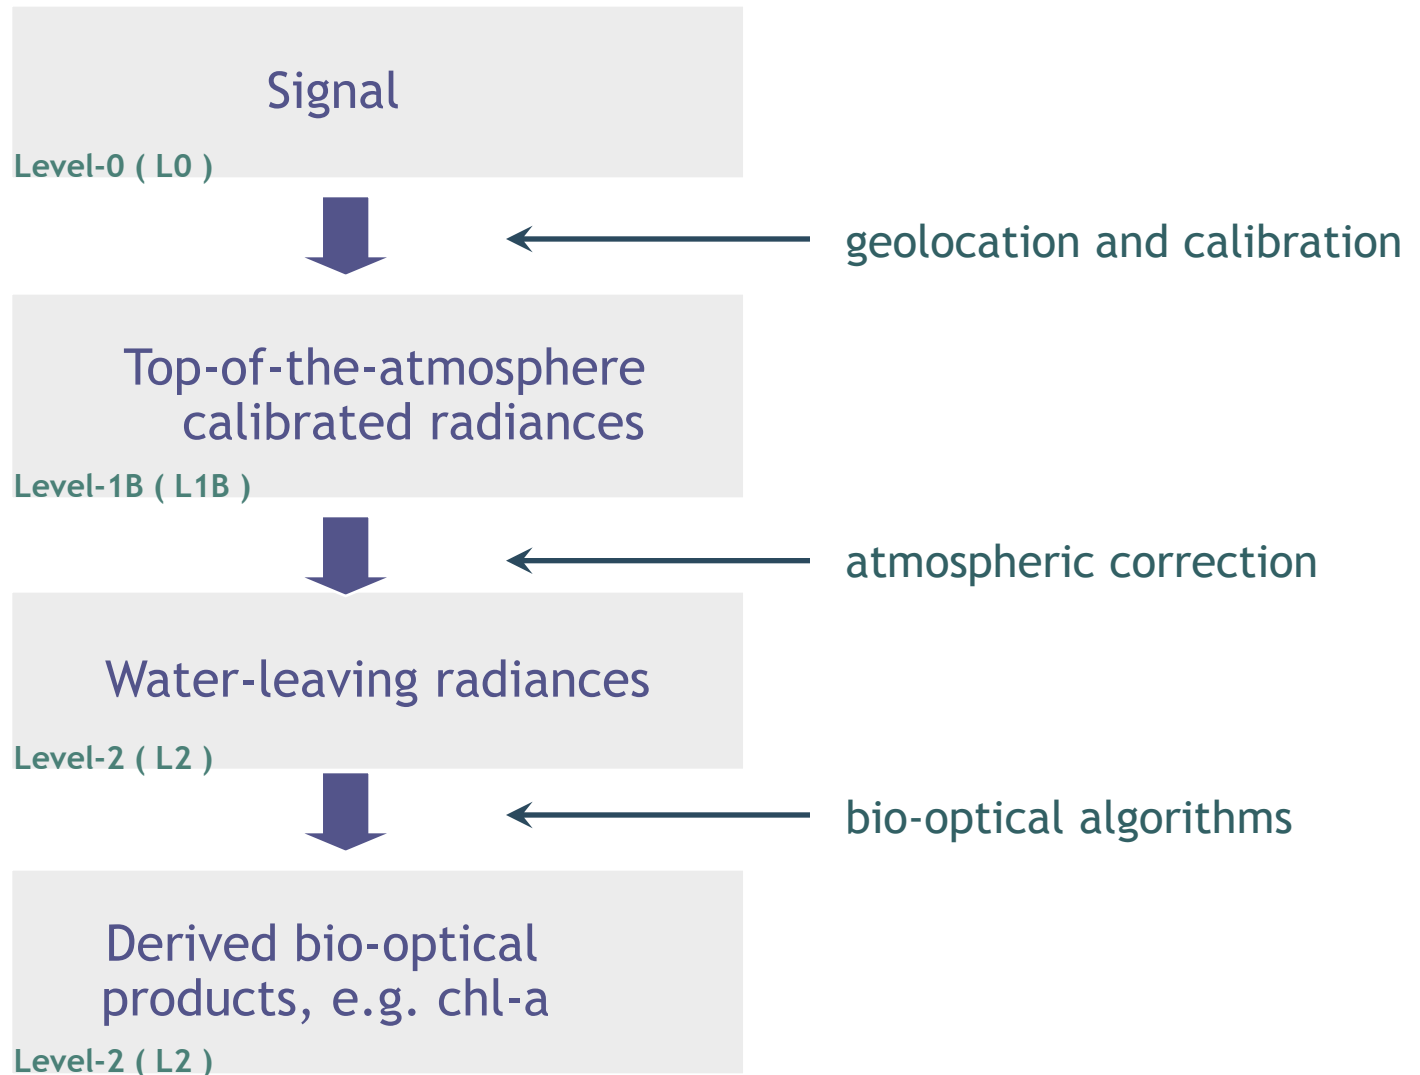 Signal
Level-0 ( L0 )
geolocation and calibration
Top-of-the-atmosphere
calibrated radiances
Level-1B ( L1B )
atmospheric correction
Water-leaving radiances
Level-2 ( L2 )
bio-optical algorithms
Derived bio-optical
products, e.g. chl-a
Level-2 ( L2 )